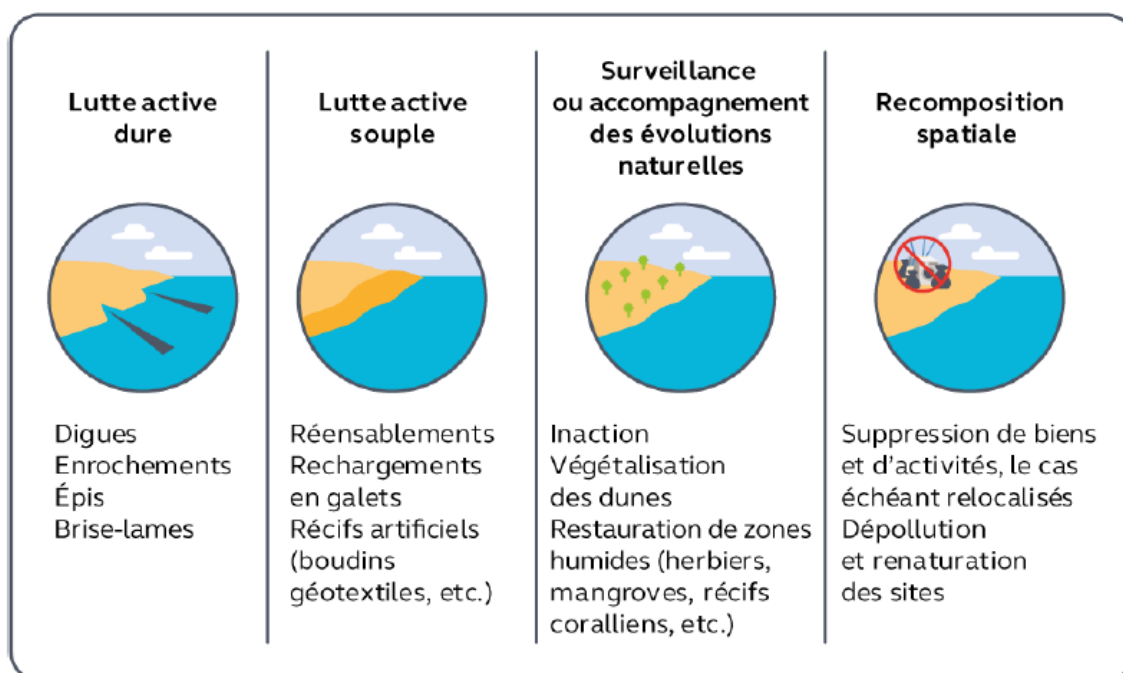 Lutte active
dure
Digues
Enrochements
Épis
Brise-lames
Lutte active
souple
Réensablements
Rechargements
en galets
Récifs artificiels
(boudins
géotextiles, etc.)
Surveillance
ou accompagnement
des évolutions
naturelles
Inaction
Végétalisation
des dunes
Restauration de zones
humides (herbiers,
mangroves, récifs
coralliens, etc.)
Recomposition
spatiale
Suppression de biens
et d’activités, le cas
échéant relocalisés
Dépollution
et renaturation
des sites